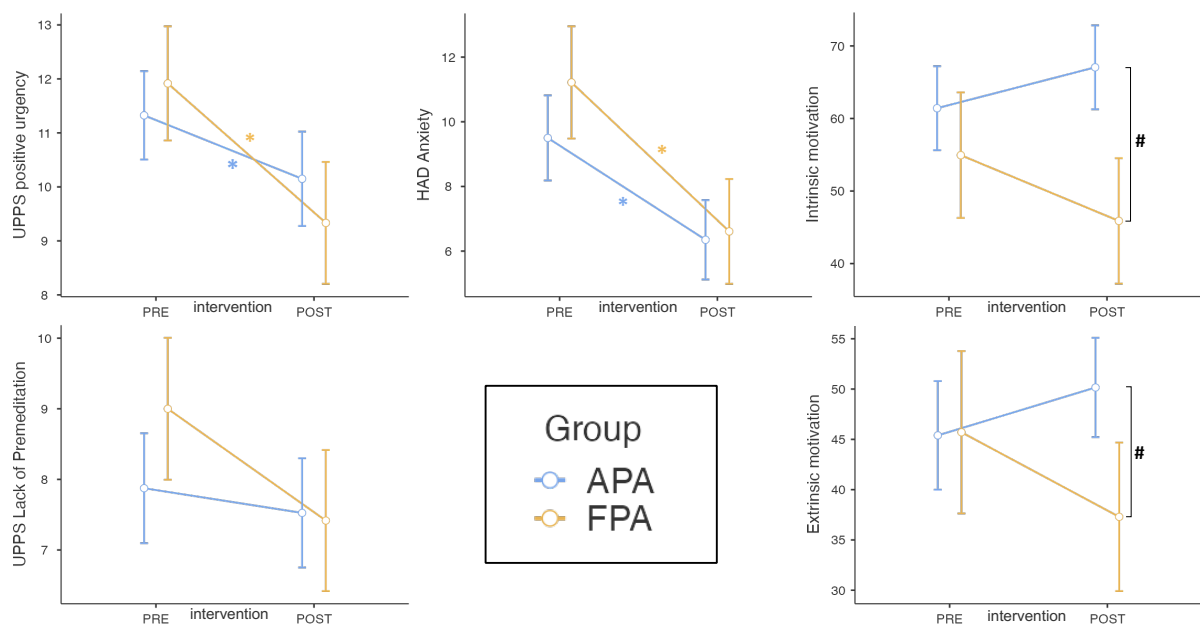 UPPS positive urgency
13
12
11
10
9
8
PRE
intervention
POST
*
*
HAD Anxiety
12
10
8
6
PRE
intervention
POST
*
*
Intrinsic motivation
70
60
50
40
PRE
intervention
POST
#
UPPS Lack of Premeditation
10
9
8
7
PRE
intervention
POST
Group
APA
FPA
Extrinsic motivation
55
50
45
40
35
30
PRE
intervention
POST
#